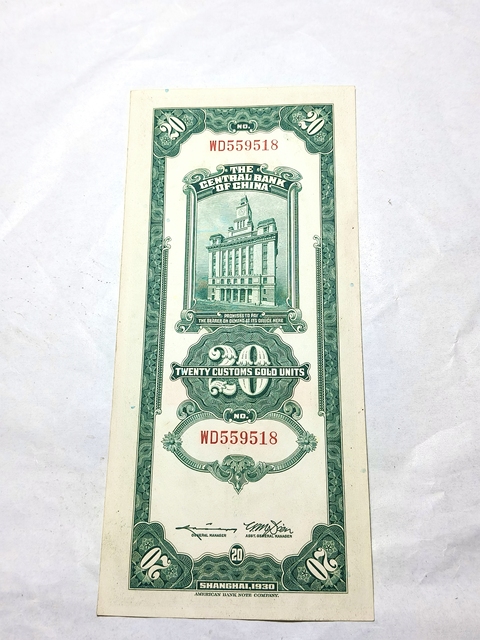 20 20
NO.
WD559518
THE
CENTRAL BANK
OF CHINA
PROMISES TO PAY
THE BEARER ON DEMAND AT ITS OFFICE HERE
20
TWENTY CUSTOMS GOLD UNITS
NO.
WD559518
GENERAL MANAGER
ASST. GENERAL MANAGER
20 20 20
SHANGHAI, 1930
AMERICAN BANK NOTE COMPANY.